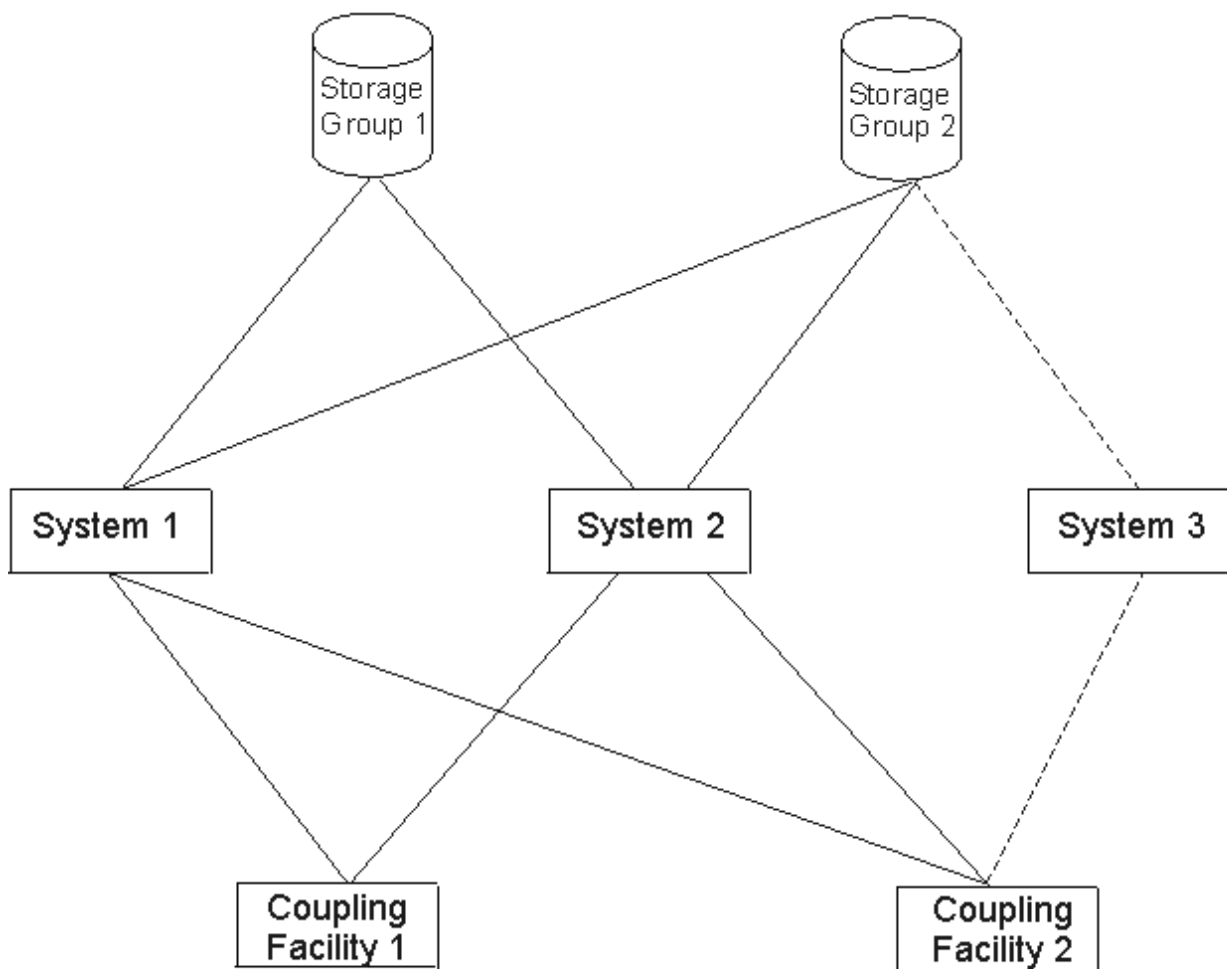 Storage
Group 1
Storage
Group 2
System 1
System 2
System 3
Coupling
Facility 1
Coupling
Facility 2